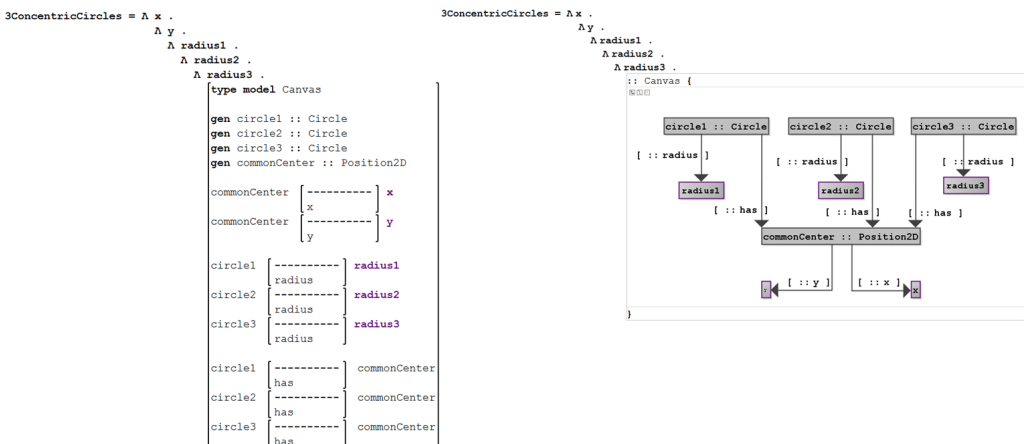 3ConcentricCircles = Λ x .
Λ y .
Λ radius1 .
Λ radius2 .
Λ radius3 .
type model Canvas
gen circle1 :: Circle
gen circle2 :: Circle
gen circle3 :: Circle
gen commonCenter :: Position2D
commonCenter [----------] x
x
commonCenter [----------] y
y
circle1 [----------] radius1
radius
circle2 [----------] radius2
radius
circle3 [----------] radius3
radius
circle1 [----------] commonCenter
has
circle2 [----------] commonCenter
has
circle3 [----------] commonCenter
has
3ConcentricCircles = Λ x .
Λ y .
Λ radius1 .
Λ radius2 .
Λ radius3 .
:: Canvas {
circle1 :: Circle circle2 :: Circle circle3 :: Circle
[ :: radius ] [ :: radius ] [ :: radius ]
radius1 radius2 radius3
[ :: has ] [ :: has ] [ :: has ]
commonCenter :: Position2D
[ :: y ] [ :: x ]
x
}